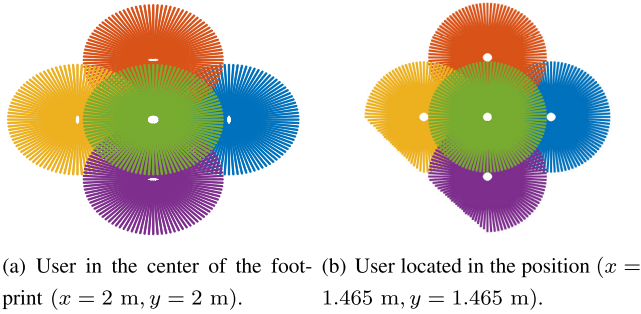 (a) User in the center of the foot-
print (x = 2 m, y = 2 m).
(b) User located in the position (x =
1.465 m, y = 1.465 m).